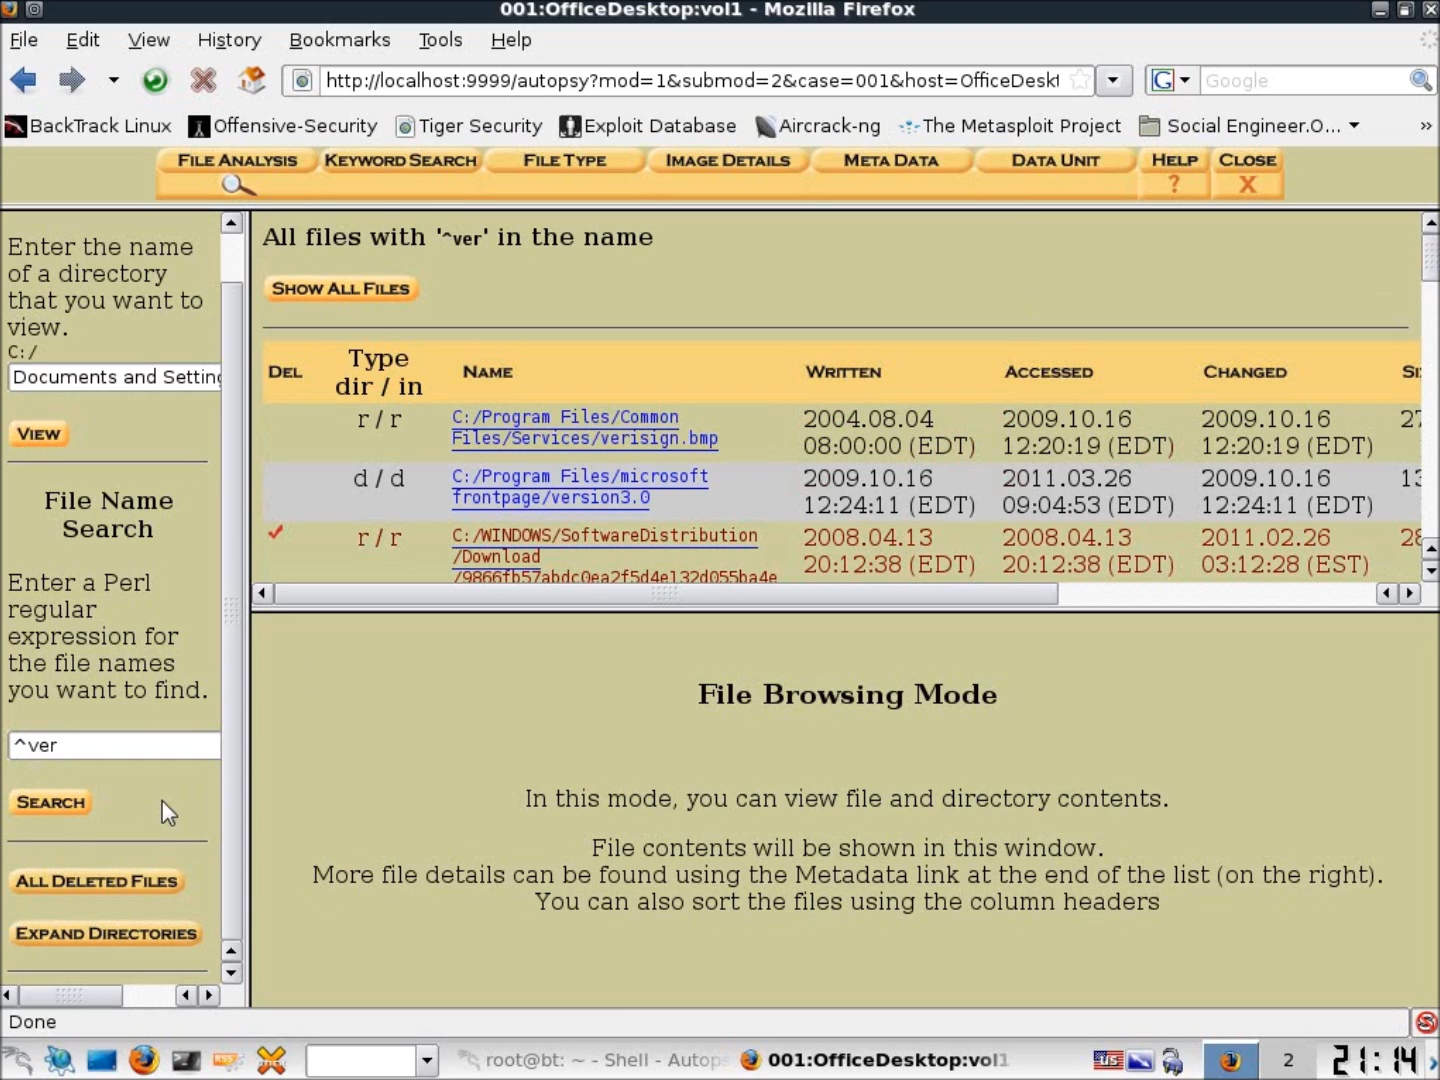 001:OfficeDesktop:vol1 - Mozilla Firefox
File Edit View History Bookmarks Tools Help
http://localhost:9999/autopsy?mod=1&submod=2&case=001&host=OfficeDeskt
Google
BackTrack Linux Offensive-Security Tiger Security Exploit Database Aircrack-ng The Metasploit Project Social Engineer.O... »
FILE ANALYSIS KEYWORD SEARCH FILE TYPE IMAGE DETAILS META DATA DATA UNIT HELP CLOSE
? X
Enter the name
of a directory
that you want to
view.
C:/
Documents and Setting
VIEW
File Name
Search
Enter a Perl
regular
expression for
the file names
you want to find.
^ver
SEARCH
ALL DELETED FILES
EXPAND DIRECTORIES
All files with '^ver' in the name
SHOW ALL FILES
DEL Type dir / in NAME WRITTEN ACCESSED CHANGED
r / r C:/Program Files/Common 2004.08.04 2009.10.16 2009.10.16 27
Files/Services/verisign.bmp 08:00:00 (EDT) 12:20:19 (EDT) 12:20:19 (EDT)
d / d C:/Program Files/microsoft 2009.10.16 2011.03.26 2009.10.16 13
frontpage/version3.0 12:24:11 (EDT) 09:04:53 (EDT) 12:24:11 (EDT)
r / r C:/WINDOWS/SoftwareDistribution 2008.04.13 2008.04.13 2011.02.26 28
/Download 20:12:38 (EDT) 20:12:38 (EDT) 03:12:28 (EST)
/9866fb57abdc0ea2f5d4e132d055ba4e
File Browsing Mode
In this mode, you can view file and directory contents.
File contents will be shown in this window.
More file details can be found using the Metadata link at the end of the list (on the right).
You can also sort the files using the column headers
Done
root@bt: ~ - Shell - Autop 001:OfficeDesktop:vol1 US 2 21:14